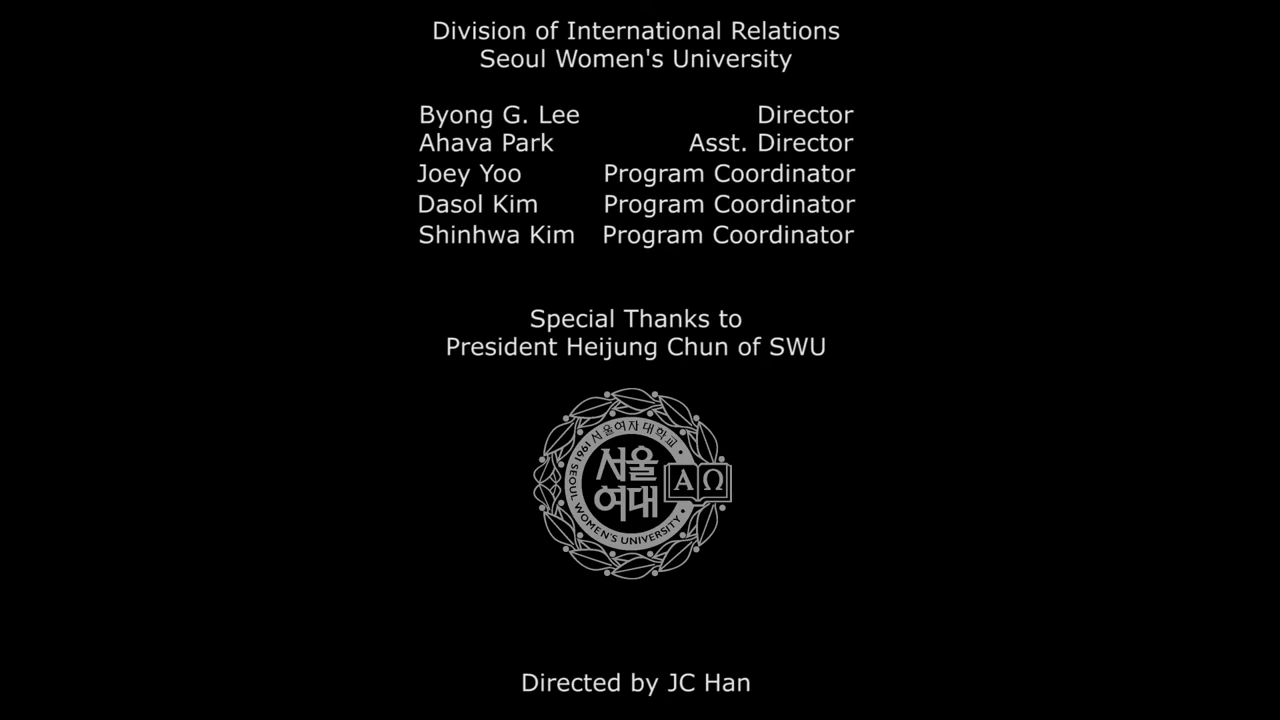 Division of International Relations
Seoul Women's University
Byong G. Lee Director
Ahava Park Asst. Director
Joey Yoo Program Coordinator
Dasol Kim Program Coordinator
Shinhwa Kim Program Coordinator
Special Thanks to
President Heijung Chun of SWU
서울여자대학교
1961 SEOUL WOMEN'S UNIVERSITY
서울
여대
ΑΩ
Directed by JC Han